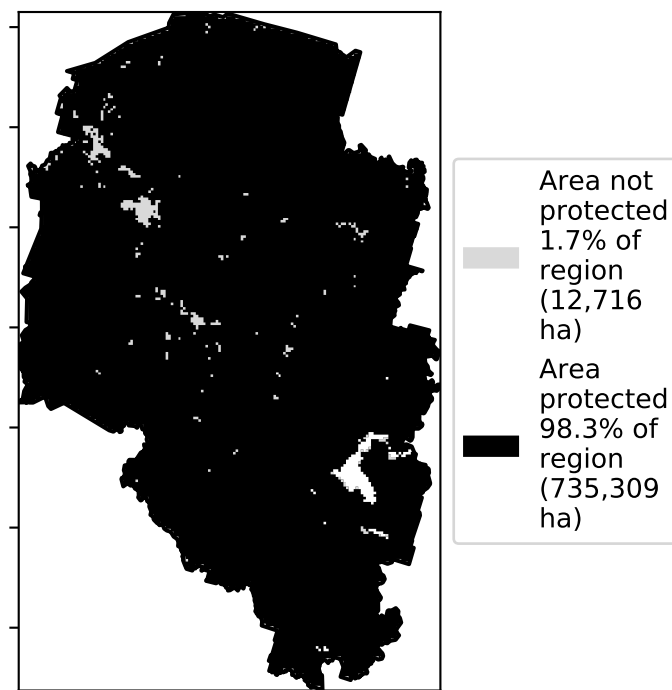 Area not
protected
1.7% of
region
(12,716
ha)
Area
protected
98.3% of
region
(735,309
ha)